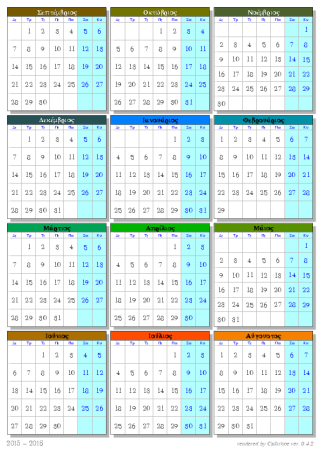 Σεπτέμβριος
Δε Τρ Τε Πε Πα Σα Κυ
1 2 3 4 5 6
7 8 9 10 11 12 13
14 15 16 17 18 19 20
21 22 23 24 25 26 27
28 29 30
Οκτώβριος
Δε Τρ Τε Πε Πα Σα Κυ
1 2 3 4
5 6 7 8 9 10 11
12 13 14 15 16 17 18
19 20 21 22 23 24 25
26 27 28 29 30 31
Νοέμβριος
Δε Τρ Τε Πε Πα Σα Κυ
1
2 3 4 5 6 7 8
9 10 11 12 13 14 15
16 17 18 19 20 21 22
23 24 25 26 27 28 29
30
Δεκέμβριος
Δε Τρ Τε Πε Πα Σα Κυ
1 2 3 4 5 6
7 8 9 10 11 12 13
14 15 16 17 18 19 20
21 22 23 24 25 26 27
28 29 30 31
Ιανουάριος
Δε Τρ Τε Πε Πα Σα Κυ
1 2 3
4 5 6 7 8 9 10
11 12 13 14 15 16 17
18 19 20 21 22 23 24
25 26 27 28 29 30 31
Φεβρουάριος
Δε Τρ Τε Πε Πα Σα Κυ
1 2 3 4 5 6 7
8 9 10 11 12 13 14
15 16 17 18 19 20 21
22 23 24 25 26 27 28
29
Μάρτιος
Δε Τρ Τε Πε Πα Σα Κυ
1 2 3 4 5 6
7 8 9 10 11 12 13
14 15 16 17 18 19 20
21 22 23 24 25 26 27
28 29 30 31
Απρίλιος
Δε Τρ Τε Πε Πα Σα Κυ
1 2 3
4 5 6 7 8 9 10
11 12 13 14 15 16 17
18 19 20 21 22 23 24
25 26 27 28 29 30
Μάιος
Δε Τρ Τε Πε Πα Σα Κυ
1
2 3 4 5 6 7 8
9 10 11 12 13 14 15
16 17 18 19 20 21 22
23 24 25 26 27 28 29
30 31
Ιούνιος
Δε Τρ Τε Πε Πα Σα Κυ
1 2 3 4 5
6 7 8 9 10 11 12
13 14 15 16 17 18 19
20 21 22 23 24 25 26
27 28 29 30
Ιούλιος
Δε Τρ Τε Πε Πα Σα Κυ
1 2 3
4 5 6 7 8 9 10
11 12 13 14 15 16 17
18 19 20 21 22 23 24
25 26 27 28 29 30 31
Αύγουστος
Δε Τρ Τε Πε Πα Σα Κυ
1 2 3 4 5 6 7
8 9 10 11 12 13 14
15 16 17 18 19 20 21
22 23 24 25 26 27 28
29 30 31
2015 – 2016
rendered by Callirhoe ver. 0.4.2